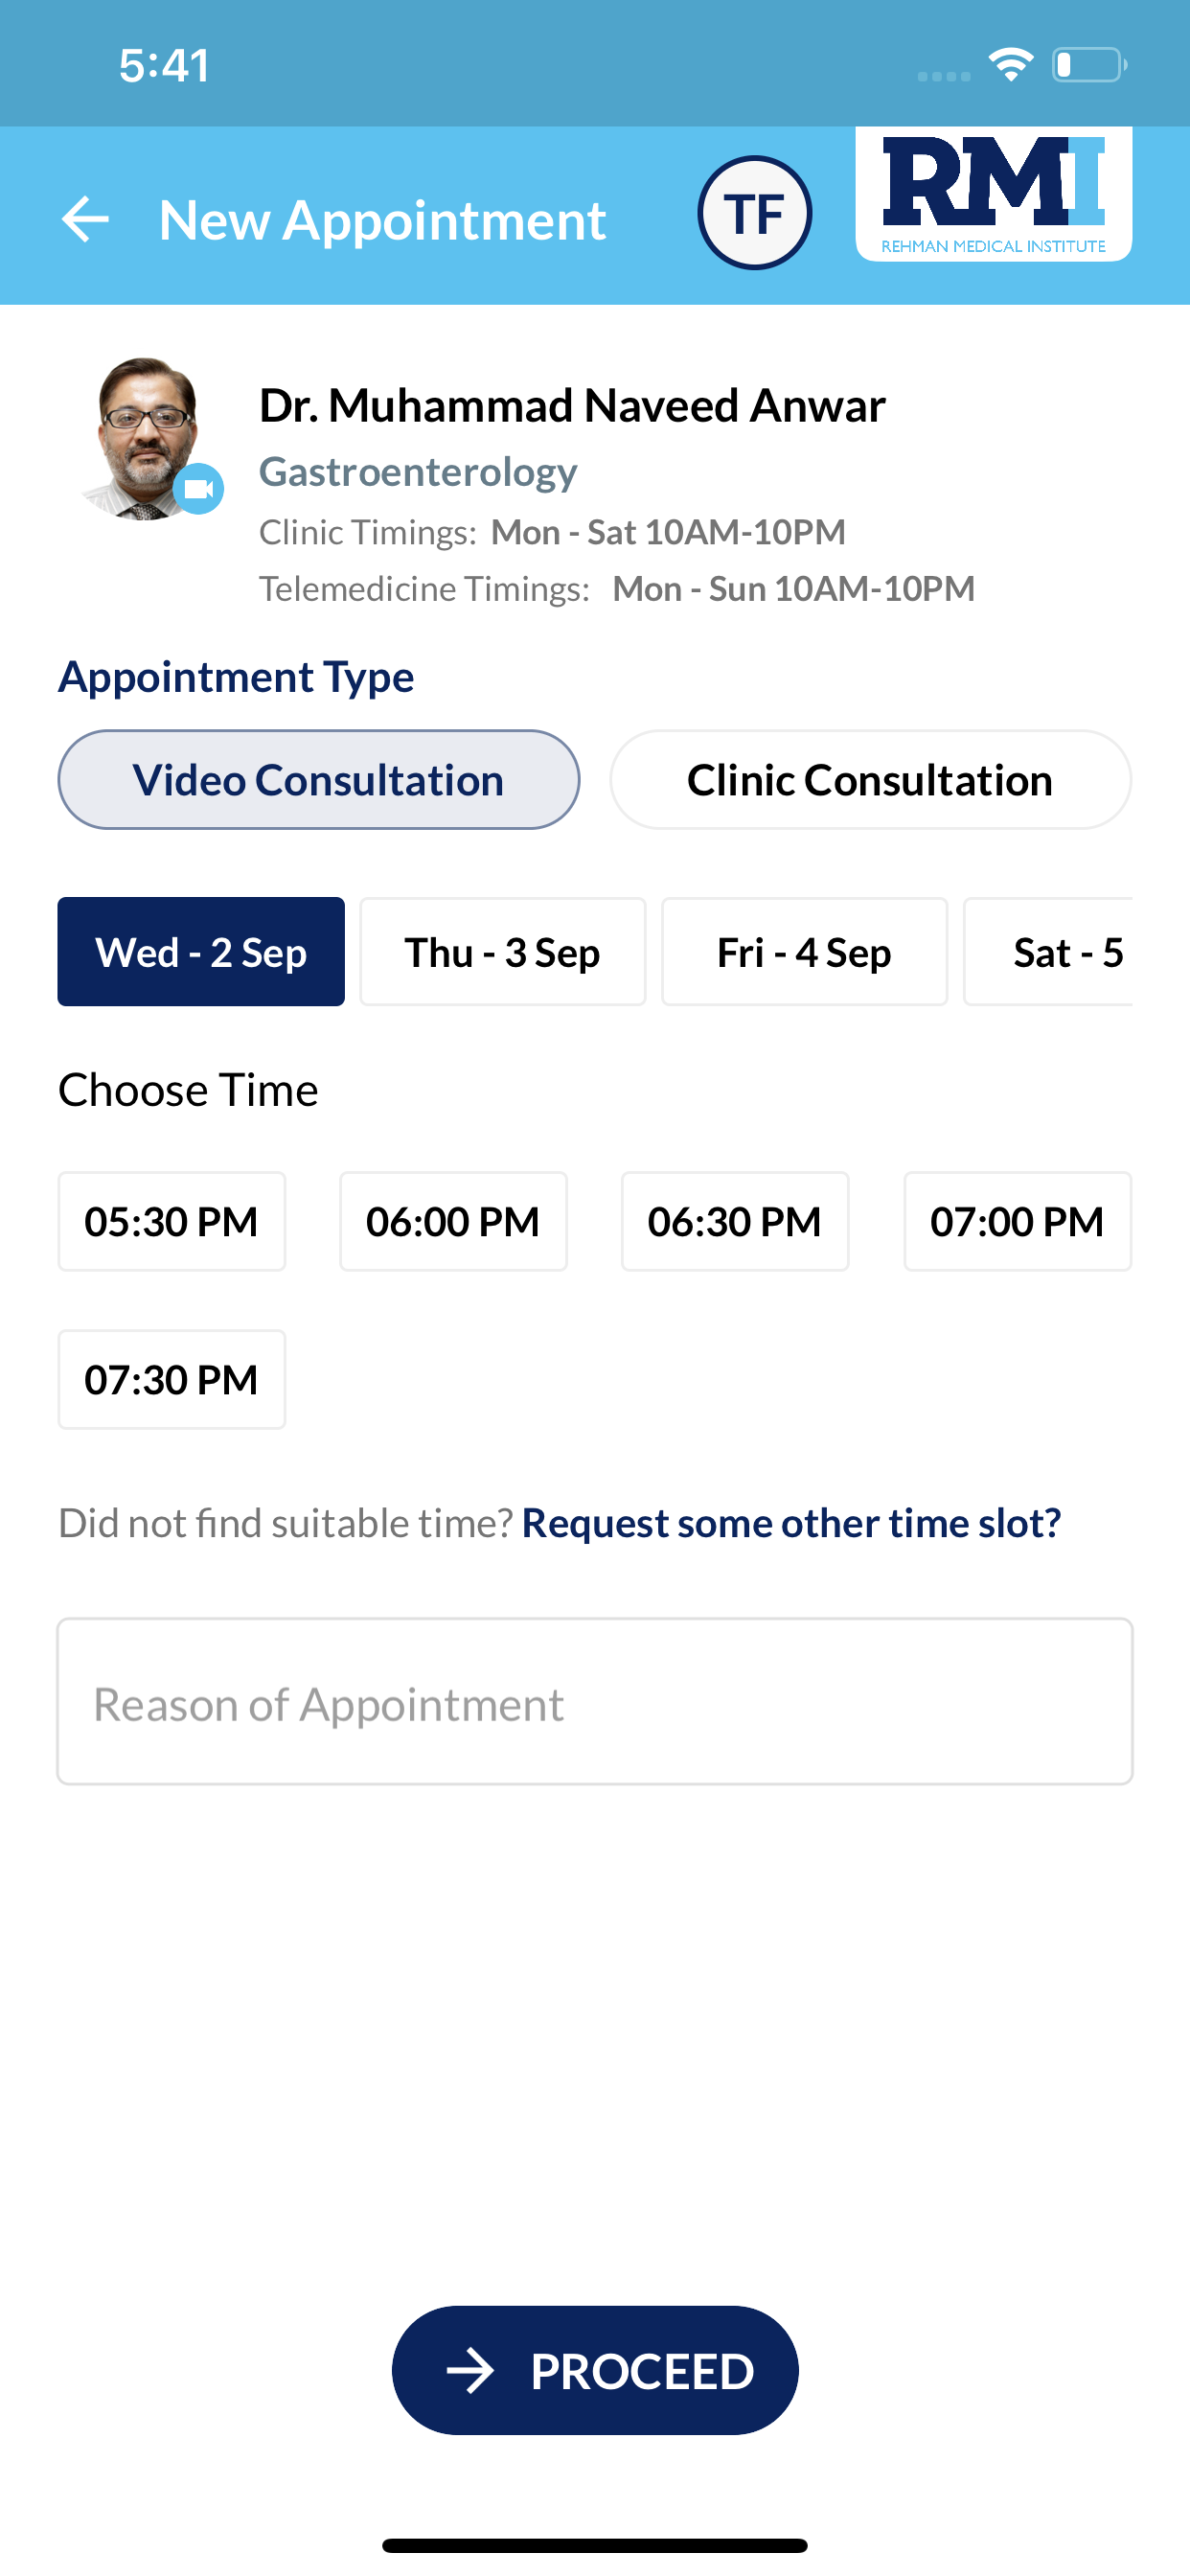 5:41
New Appointment
TF
RMI
REHMAN MEDICAL INSTITUTE
Dr. Muhammad Naveed Anwar
Gastroenterology
Clinic Timings: Mon - Sat 10AM-10PM
Telemedicine Timings: Mon - Sun 10AM-10PM
Appointment Type
Video Consultation Clinic Consultation
Wed - 2 Sep Thu - 3 Sep Fri - 4 Sep Sat - 5
Choose Time
05:30 PM 06:00 PM 06:30 PM 07:00 PM
07:30 PM
Did not find suitable time? Request some other time slot?
Reason of Appointment
PROCEED